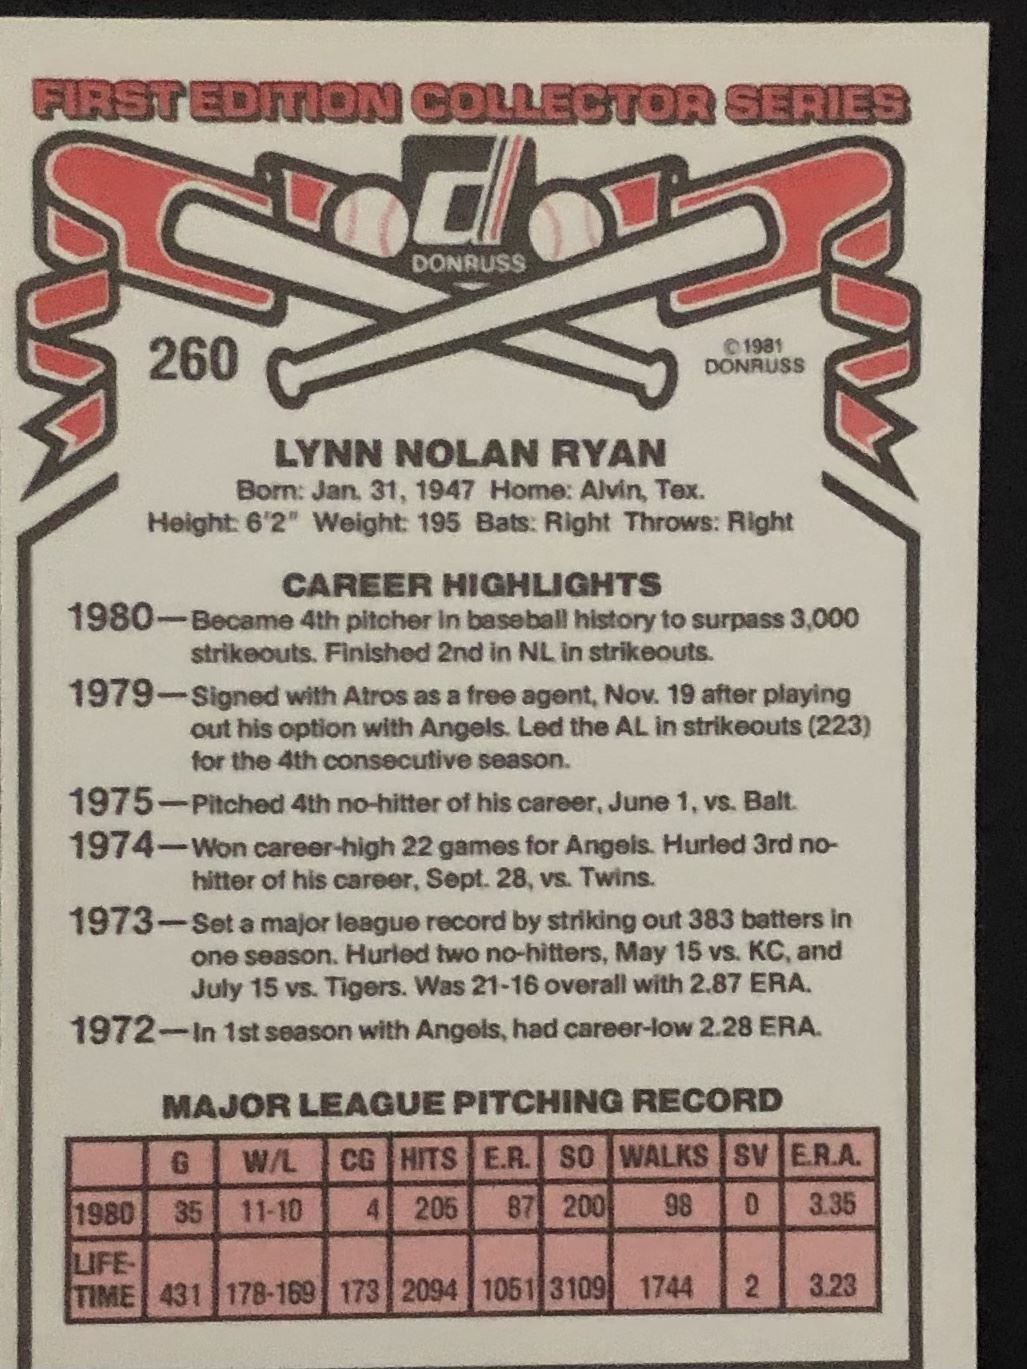 FIRST EDITION COLLECTOR SERIES
d
DONRUSS
260
©1981
DONRUSS
LYNN NOLAN RYAN
Born: Jan. 31, 1947 Home: Alvin, Tex.
Height: 6'2" Weight: 195 Bats: Right Throws: Right
CAREER HIGHLIGHTS
1980—Became 4th pitcher in baseball history to surpass 3,000
strikeouts. Finished 2nd in NL in strikeouts.
1979—Signed with Atros as a free agent, Nov. 19 after playing
out his option with Angels. Led the AL in strikeouts (223)
for the 4th consecutive season.
1975—Pitched 4th no-hitter of his career, June 1, vs. Balt.
1974—Won career-high 22 games for Angels. Hurled 3rd no-
hitter of his career, Sept. 28, vs. Twins.
1973—Set a major league record by striking out 383 batters in
one season. Hurled two no-hitters, May 15 vs. KC, and
July 15 vs. Tigers. Was 21-16 overall with 2.87 ERA.
1972—In 1st season with Angels, had career-low 2.28 ERA.
MAJOR LEAGUE PITCHING RECORD
G W/L CG HITS E.R. SO WALKS SV E.R.A.
1980 35 11-10 4 205 87 200 98 0 3.35
LIFE-
TIME 431 178-169 173 2094 1051 3109 1744 2 3.23